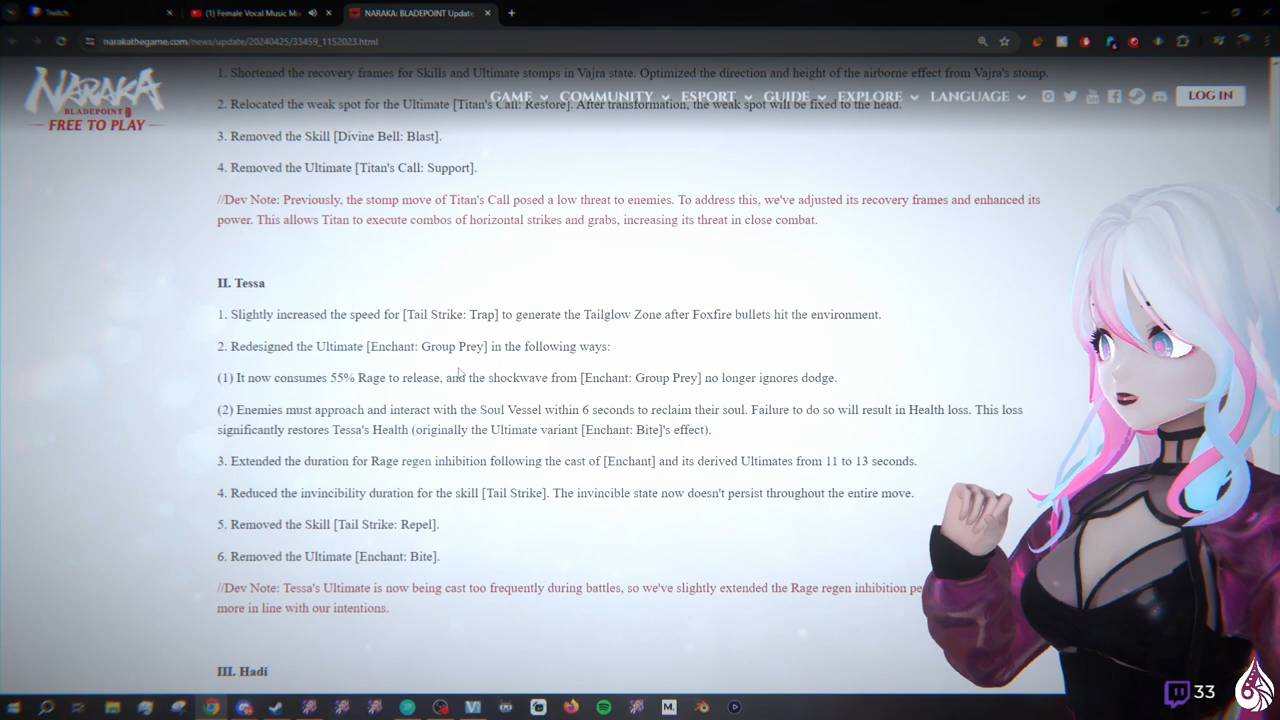 Twitch
(1) Female Vocal Music Mi
NARAKA: BLADEPOINT Update
narakathegame.com/news/update/20240425/33459_1152023.html
NARAKA
BLADEPOINT
FREE TO PLAY
GAME COMMUNITY ESPORT GUIDE EXPLORE LANGUAGE LOG IN
1. Shortened the recovery frames for Skills and Ultimate stomps in Vajra state. Optimized the direction and height of the airborne effect from Vajra's stomp.
2. Relocated the weak spot for the Ultimate [Titan's Call: Restore]. After transformation, the weak spot will be fixed to the head.
3. Removed the Skill [Divine Bell: Blast].
4. Removed the Ultimate [Titan's Call: Support].
//Dev Note: Previously, the stomp move of Titan's Call posed a low threat to enemies. To address this, we've adjusted its recovery frames and enhanced its
power. This allows Titan to execute combos of horizontal strikes and grabs, increasing its threat in close combat.
II. Tessa
1. Slightly increased the speed for [Tail Strike: Trap] to generate the Tailglow Zone after Foxfire bullets hit the environment.
2. Redesigned the Ultimate [Enchant: Group Prey] in the following ways:
(1) It now consumes 55% Rage to release, and the shockwave from [Enchant: Group Prey] no longer ignores dodge.
(2) Enemies must approach and interact with the Soul Vessel within 6 seconds to reclaim their soul. Failure to do so will result in Health loss. This loss
significantly restores Tessa's Health (originally the Ultimate variant [Enchant: Bite]'s effect).
3. Extended the duration for Rage regen inhibition following the cast of [Enchant] and its derived Ultimates from 11 to 13 seconds.
4. Reduced the invincibility duration for the skill [Tail Strike]. The invincible state now doesn't persist throughout the entire move.
5. Removed the Skill [Tail Strike: Repel].
6. Removed the Ultimate [Enchant: Bite].
//Dev Note: Tessa's Ultimate is now being cast too frequently during battles, so we've slightly extended the Rage regen inhibition pe
more in line with our intentions.
III. Hadi
33